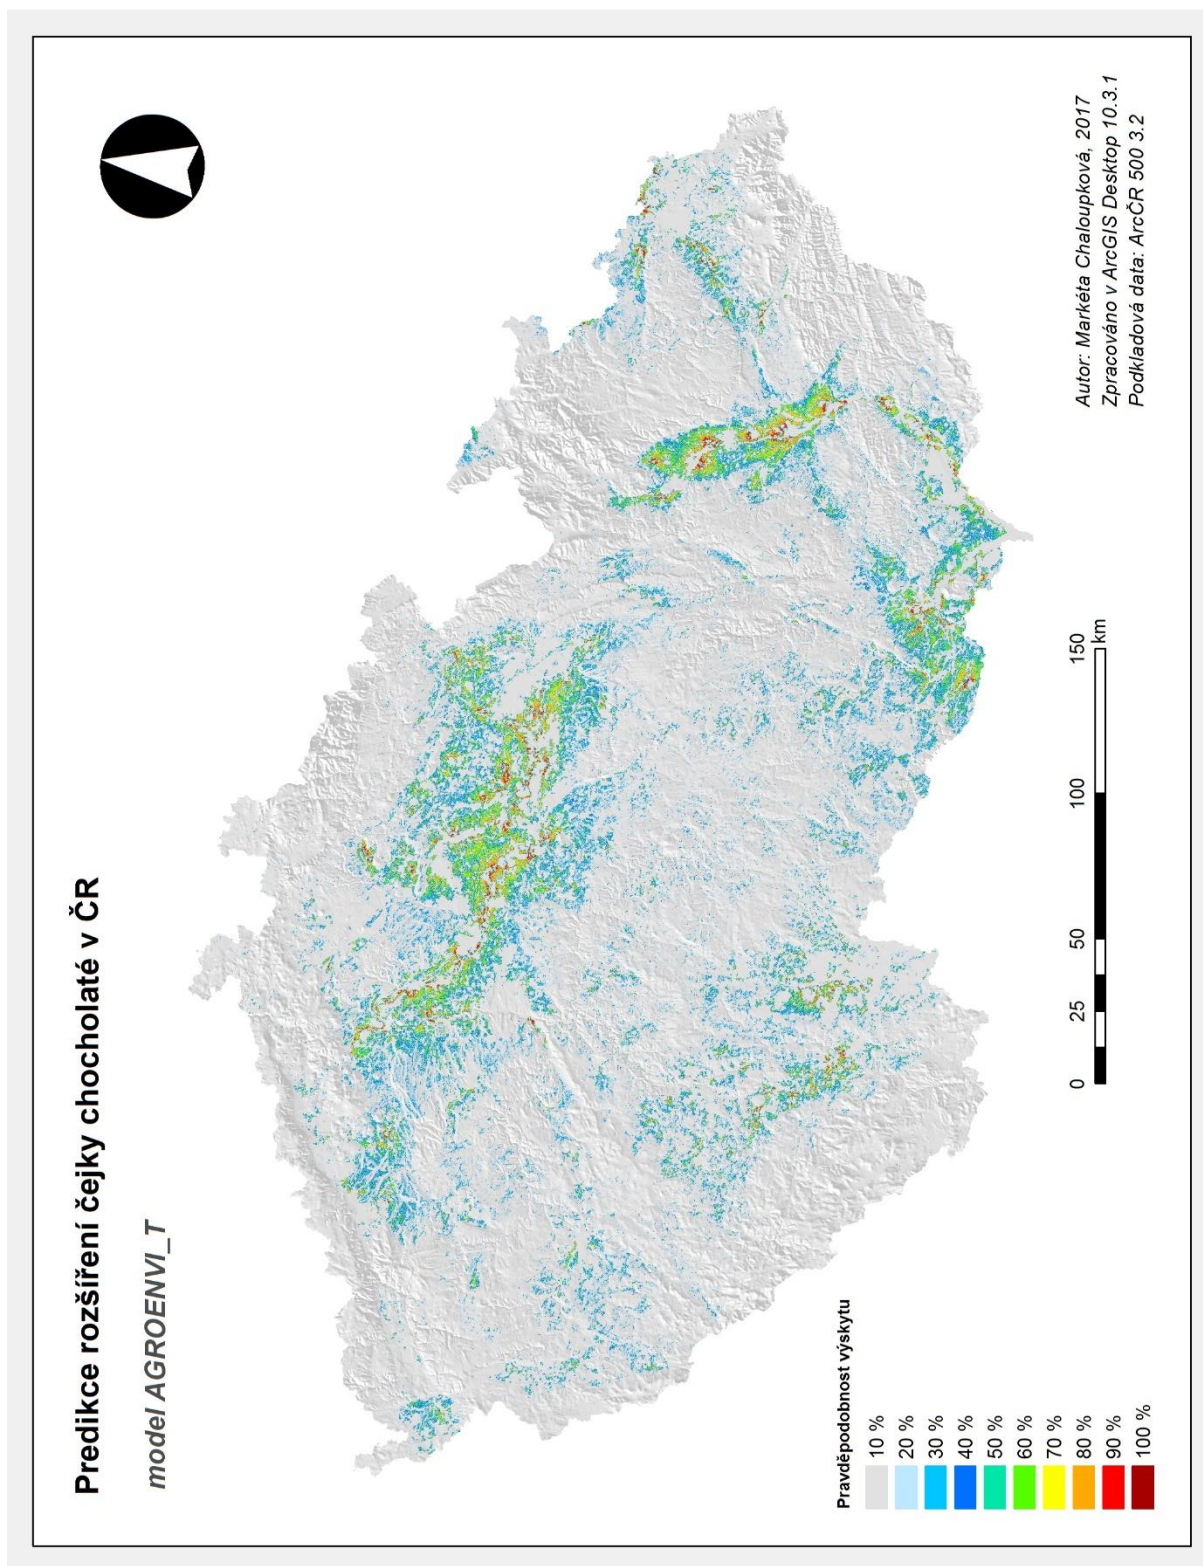 Predikce rozšíření čejky chocholaté v ČR
model AGROENVI_T
Pravděpodobnost výskytu
10 %
20 %
30 %
40 %
50 %
60 %
70 %
80 %
90 %
100 %
0 25 50 100 150
km
Autor: Markéta Chaloupková, 2017
Zpracováno v ArcGIS Desktop 10.3.1
Podkladová data: ArcČR 500 3.2